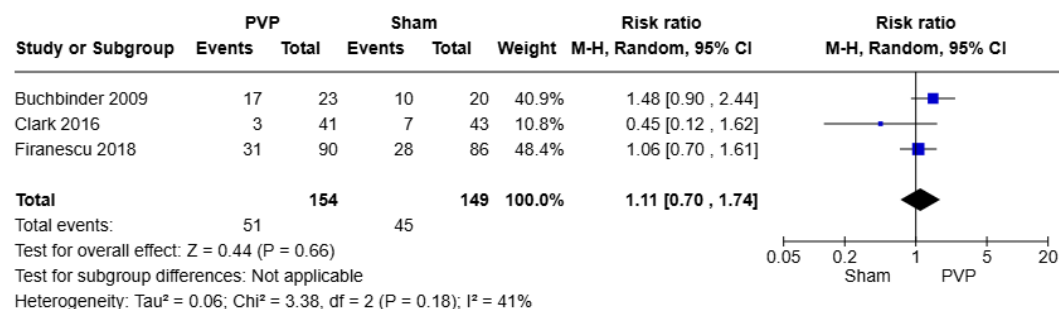 PVP Sham Risk ratio Risk ratio
Study or Subgroup Events Total Events Total Weight M-H, Random, 95% CI M-H, Random, 95% CI
Buchbinder 2009 17 23 10 20 40.9% 1.48 [0.90 , 2.44]
Clark 2016 3 41 7 43 10.8% 0.45 [0.12 , 1.62]
Firanescu 2018 31 90 28 86 48.4% 1.06 [0.70 , 1.61]
Total 154 149 100.0% 1.11 [0.70 , 1.74]
Total events: 51 45
Test for overall effect: Z = 0.44 (P = 0.66)
Test for subgroup differences: Not applicable
Heterogeneity: Tau² = 0.06; Chi² = 3.38, df = 2 (P = 0.18); I² = 41%
0.05 0.2 1 5 20
Sham PVP